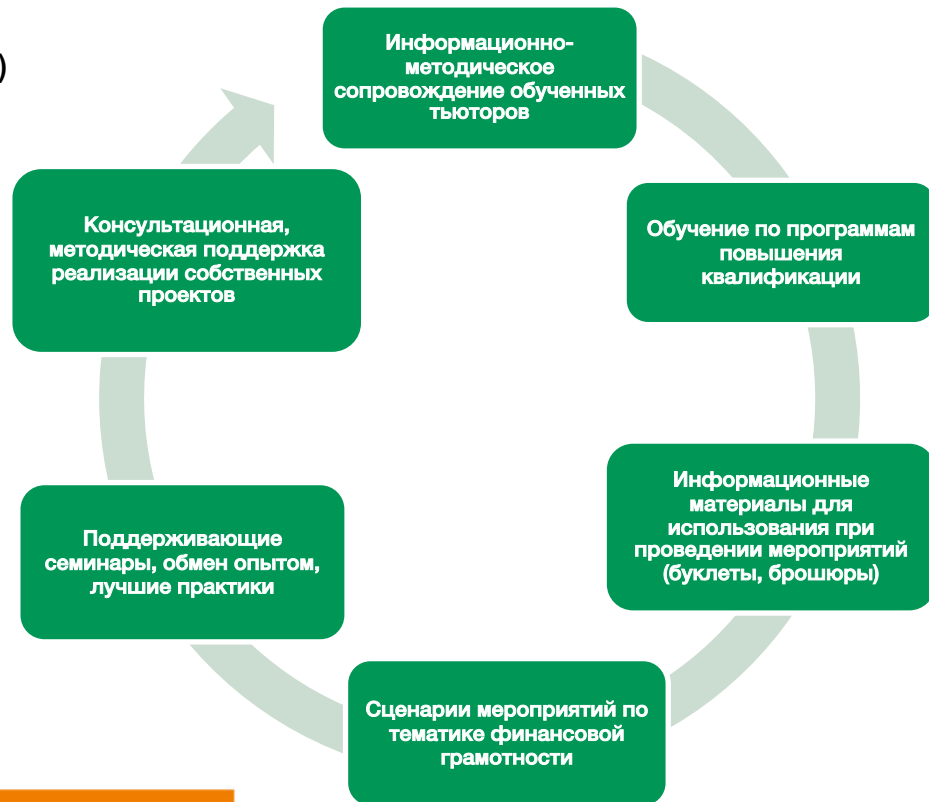 )
Информационно-
методическое
сопровождение обученных
тьюторов
Обучение по программам
повышения
квалификации
Информационные
материалы для
использования при
проведении мероприятий
(буклеты, брошюры)
Сценарии мероприятий по
тематике финансовой
грамотности
Поддерживающие
семинары, обмен опытом,
лучшие практики
Консультационная,
методическая поддержка
реализации собственных
проектов